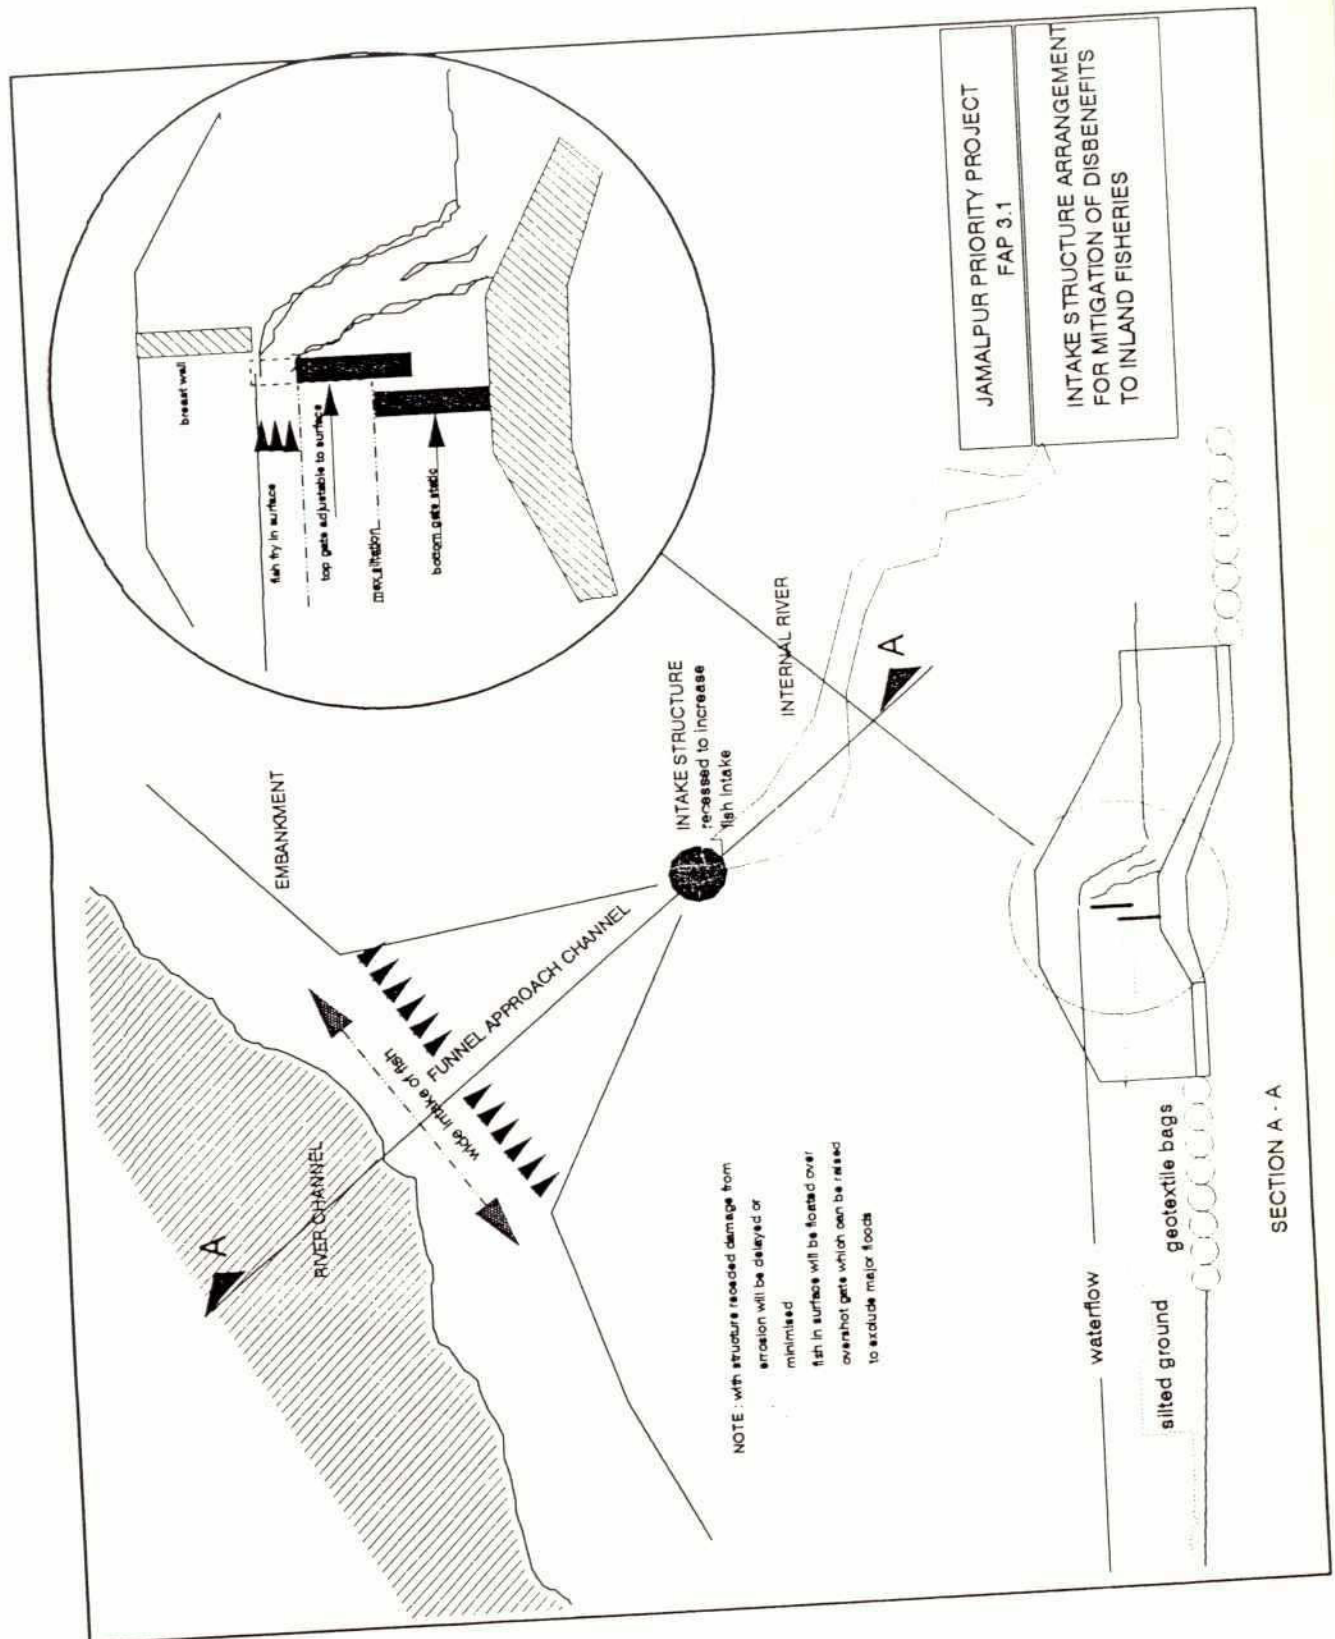 JAMALPUR PRIORITY PROJECT
FAP 3.1
INTAKE STRUCTURE ARRANGEMENT
FOR MITIGATION OF DISBENEFITS
TO INLAND FISHERIES
breast wall
fish fry in surface
top gate adjustable to surface
max siltation
bottom gate static
EMBANKMENT
A
RIVER CHANNEL
wide intake of fish
FUNNEL APPROACH CHANNEL
INTAKE STRUCTURE
recessed to increase
fish intake
INTERNAL RIVER
A
NOTE : with structure receded damage from
errosion will be delayed or
minimised
fish in surface will be floated over
overshot gate which can be raised
to exclude major floods
waterflow
silted ground
geotextile bags
SECTION A - A